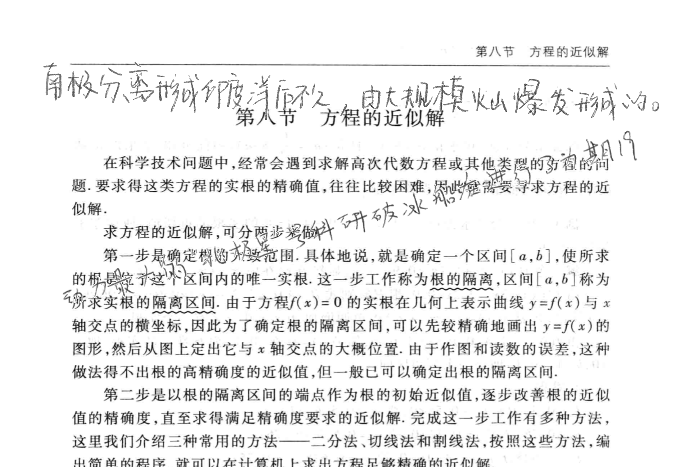 第八节 方程的近似解
南极分离形成印度洋后不久 由大规模火山爆发形成的。
第八节 方程的近似解
在科学技术问题中,经常会遇到求解高次代数方程或其他类型的方程的问
题.要求得这类方程的实根的精确值,往往比较困难,因此就需要寻求方程的近
似解.
求方程的近似解,可分两步来做.
第一步是确定根的大致范围.具体地说,就是确定一个区间[a,b],使所求
的根是位于这个区间内的唯一实根.这一步工作称为根的隔离,区间[a,b]称为
所求实根的隔离区间.由于方程f(x)=0的实根在几何上表示曲线 y=f(x)与 x
轴交点的横坐标,因此为了确定根的隔离区间,可以先较精确地画出 y=f(x)的
图形,然后从图上定出它与 x 轴交点的大概位置.由于作图和读数的误差,这种
做法得不出根的高精度的近似值,但一般已可以确定出根的隔离区间.
第二步是以根的隔离区间的端点作为根的初始近似值,逐步改善根的近似
值的精确度,直至求得满足精确度要求的近似解.完成这一步工作有多种方法,
这里我们介绍三种常用的方法——二分法、切线法和割线法,按照这些方法,编
出简单的程序,就可以在计算机上求出方程足够精确的近似解.
号科研破冰船